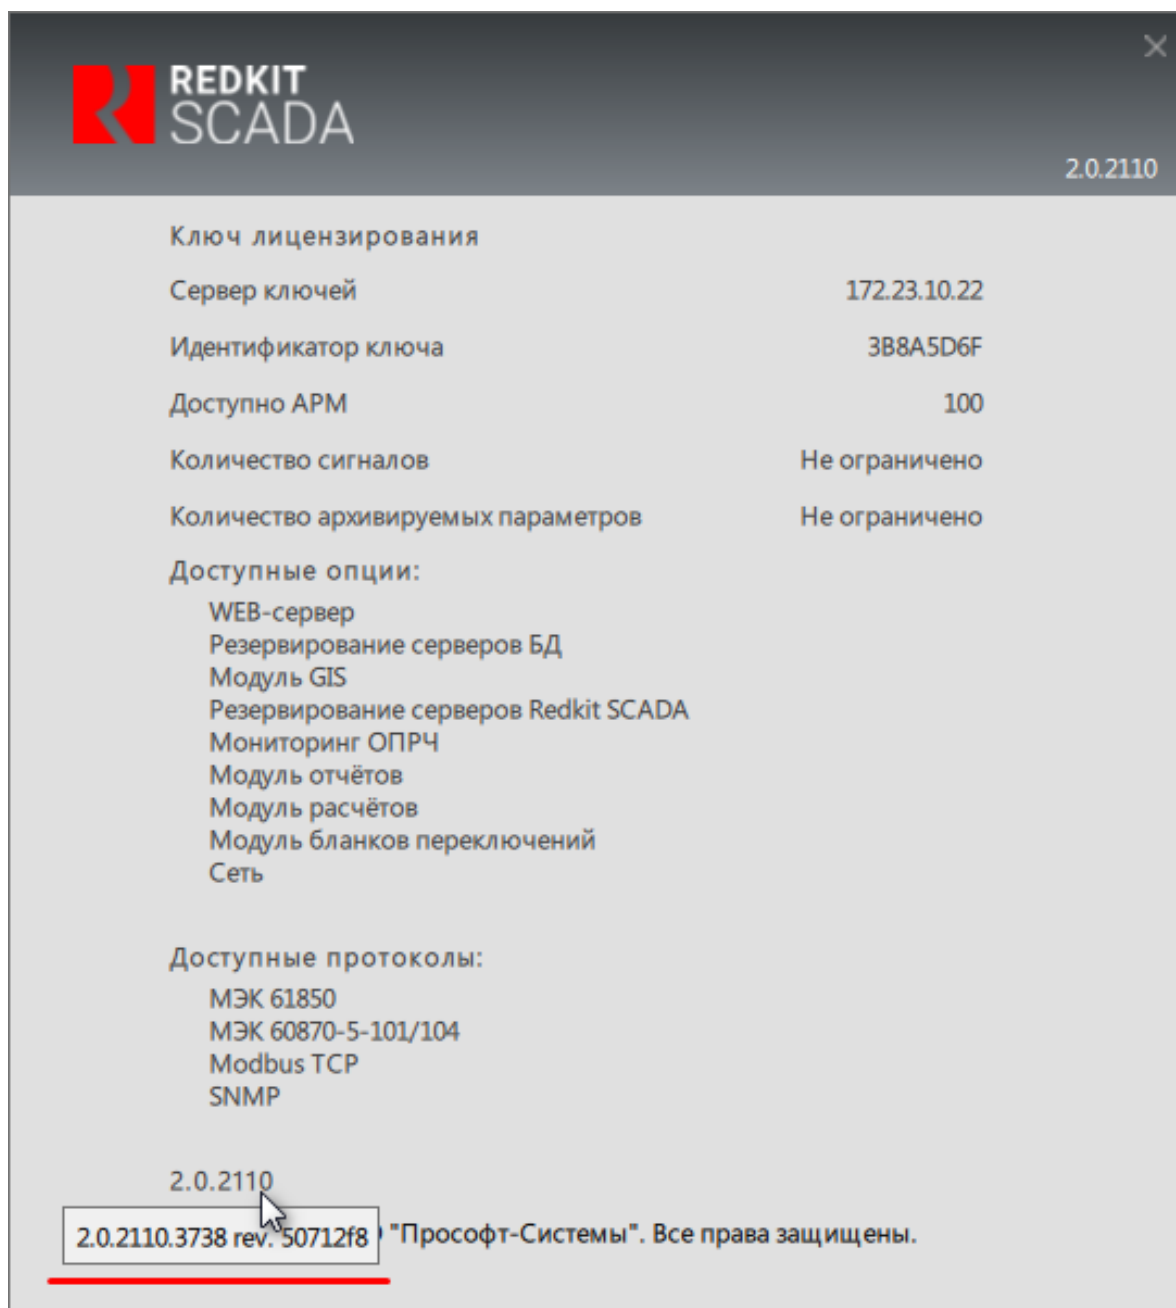 REDKIT
SCADA
2.0.2110
Ключ лицензирования
Сервер ключей 172.23.10.22
Идентификатор ключа 3B8A5D6F
Доступно АРМ 100
Количество сигналов Не ограничено
Количество архивируемых параметров Не ограничено
Доступные опции:
WEB-сервер
Резервирование серверов БД
Модуль GIS
Резервирование серверов Redkit SCADA
Мониторинг ОПРЧ
Модуль отчётов
Модуль расчётов
Модуль бланков переключений
Сеть
Доступные протоколы:
МЭК 61850
МЭК 60870-5-101/104
Modbus TCP
SNMP
2.0.2110
2.0.2110.3738 rev. 50712f8 "Прософт-Системы". Все права защищены.